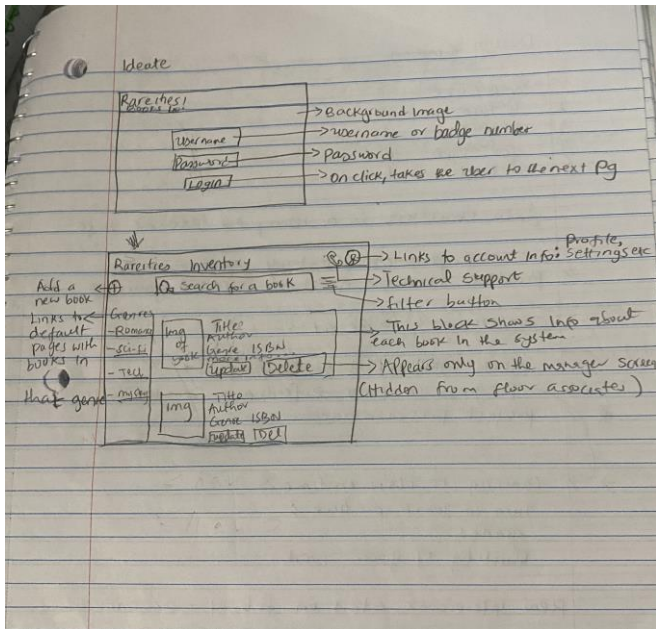 Ideate
Rareities!
Books Inc!
Background image
Username
username or badge number
Password
Password
Login
On click, takes the user to the next pg
Rareities Inventory
Links to account info: Profile, Settings etc
Add a new book
Search for a book
Technical Support
filter button
Links to default pages with books in that genre
Genres
- Romance
- sci-fi
- myst
img of book
Title
Author
Genre ISBN
Update
Delete
This block shows info about each book in the system
Appears only on the manager screen
(Hidden from floor associates)
img
Title
Author
Genre ISBN
update
Del